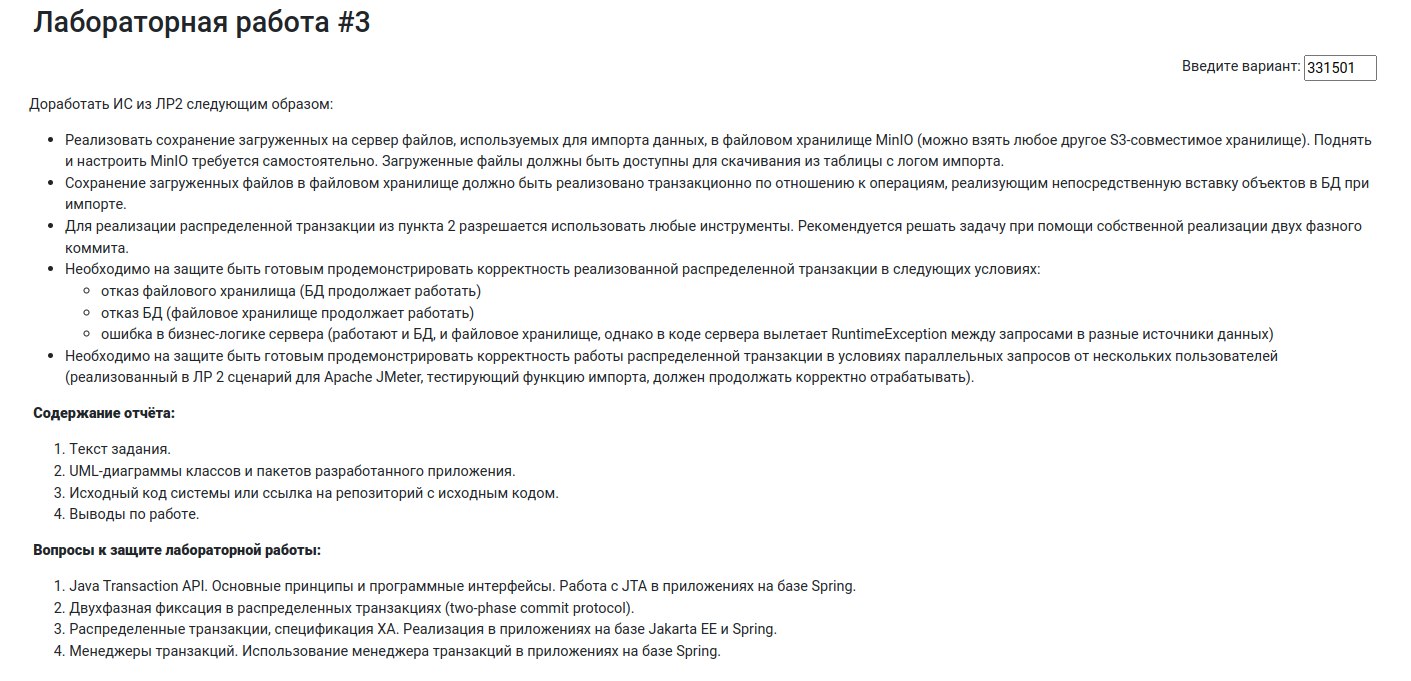 Лабораторная работа #3
Введите вариант: 331501
Доработать ИС из ЛР2 следующим образом:
• Реализовать сохранение загруженных на сервер файлов, используемых для импорта данных, в файловом хранилище MinIO (можно взять любое другое S3-совместимое хранилище). Поднять
и настроить MinIO требуется самостоятельно. Загруженные файлы должны быть доступны для скачивания из таблицы с логом импорта.
• Сохранение загруженных файлов в файловом хранилище должно быть реализовано транзакционно по отношению к операциям, реализующим непосредственную вставку объектов в БД при
импорте.
• Для реализации распределенной транзакции из пункта 2 разрешается использовать любые инструменты. Рекомендуется решать задачу при помощи собственной реализации двух фазного
коммита.
• Необходимо на защите быть готовым продемонстрировать корректность реализованной распределенной транзакции в следующих условиях:
◦ отказ файлового хранилища (БД продолжает работать)
◦ отказ БД (файловое хранилище продолжает работать)
◦ ошибка в бизнес-логике сервера (работают и БД, и файловое хранилище, однако в коде сервера вылетает RuntimeException между запросами в разные источники данных)
• Необходимо на защите быть готовым продемонстрировать корректность работы распределенной транзакции в условиях параллельных запросов от нескольких пользователей
(реализованный в ЛР 2 сценарий для Apache JMeter, тестирующий функцию импорта, должен продолжать корректно отрабатывать).
Содержание отчёта:
1. Текст задания.
2. UML-диаграммы классов и пакетов разработанного приложения.
3. Исходный код системы или ссылка на репозиторий с исходным кодом.
4. Выводы по работе.
Вопросы к защите лабораторной работы:
1. Java Transaction API. Основные принципы и программные интерфейсы. Работа с JTA в приложениях на базе Spring.
2. Двухфазная фиксация в распределенных транзакциях (two-phase commit protocol).
3. Распределенные транзакции, спецификация XA. Реализация в приложениях на базе Jakarta EE и Spring.
4. Менеджеры транзакций. Использование менеджера транзакций в приложениях на базе Spring.